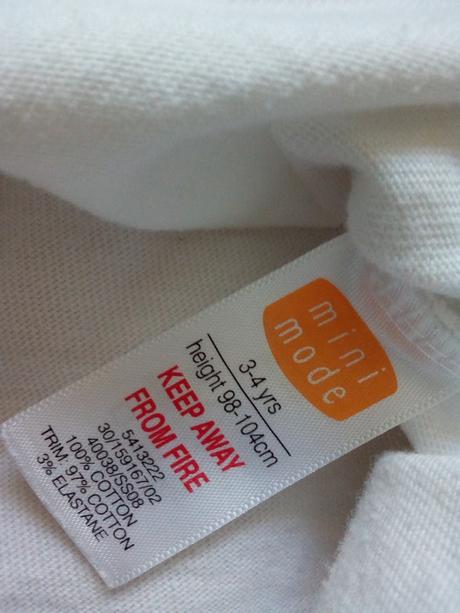 mini
mode
3-4 yrs
height 98-104cm
KEEP AWAY
FROM FIRE
5413222
30/159167/02
40038/SS08
100% COTTON
TRIM: 97% COTTON
3% ELASTANE